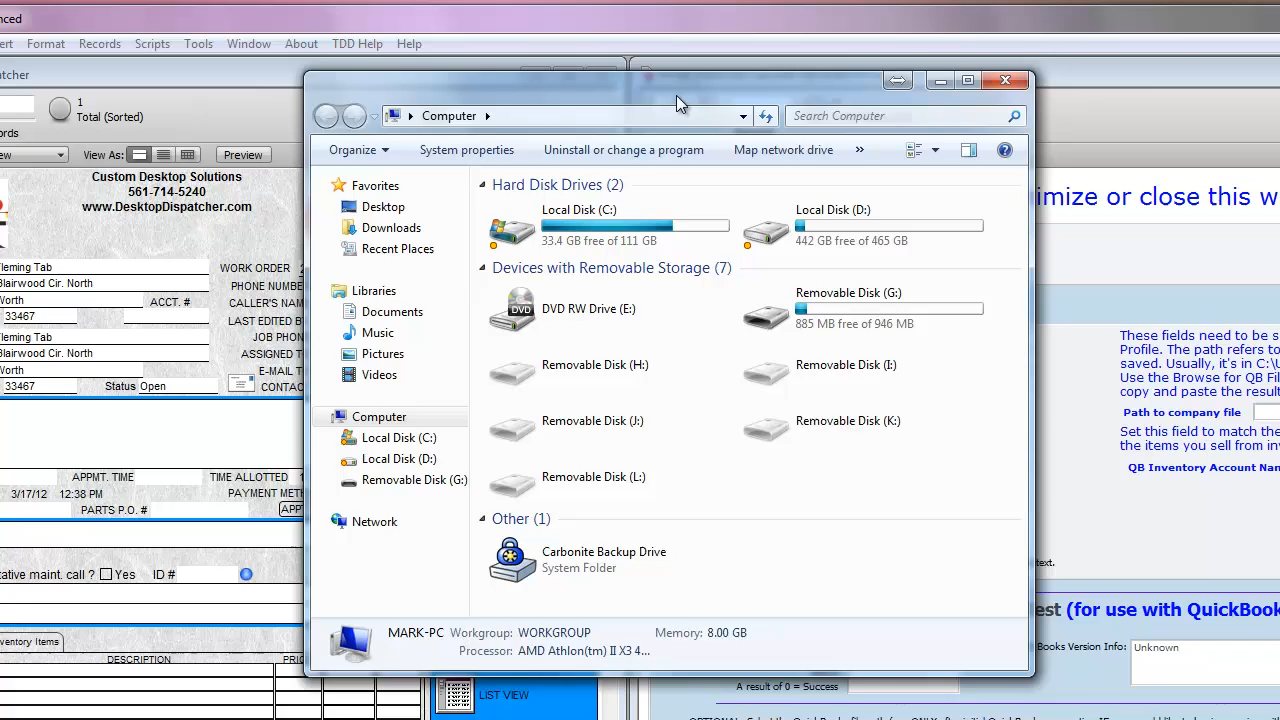 nced
ert Format Records Scripts Tools Window About TDD Help Help
atcher
1
Total (Sorted)
ords
ew View As: Preview
Custom Desktop Solutions
561-714-5240
www.DesktopDispatcher.com
Fleming Tab
Blairwood Cir. North
Worth ACCT. #
33467
Fleming Tab
Blairwood Cir. North
33467 Status Open
WORK ORDER
PHONE NUMBE
CALLER'S NAM
LAST EDITED B
JOB PHON
ASSIGNED T
E-MAIL T
CONTAC
APPMT. TIME TIME ALLOTTED 1
3/17/12 12:38 PM PAYMENT METH
PARTS P.O. # APP
tative maint. call ? Yes ID #
ventory Items
DESCRIPTION PRIC
LIST VIEW
Computer
Search Computer
Organize System properties Uninstall or change a program Map network drive »
Favorites
Desktop
Downloads
Recent Places
Libraries
Documents
Music
Pictures
Videos
Computer
Local Disk (C:)
Local Disk (D:)
Removable Disk (G:)
Network
Hard Disk Drives (2)
Local Disk (C:)
33.4 GB free of 111 GB
Local Disk (D:)
442 GB free of 465 GB
Devices with Removable Storage (7)
DVD RW Drive (E:)
Removable Disk (G:)
885 MB free of 946 MB
Removable Disk (H:)
Removable Disk (I:)
Removable Disk (J:)
Removable Disk (K:)
Removable Disk (L:)
Other (1)
Carbonite Backup Drive
System Folder
MARK-PC Workgroup: WORKGROUP Memory: 8.00 GB
Processor: AMD Athlon(tm) II X3 4...
imize or close this w
These fields need to be s
Profile. The path refers to
saved. Usually, it's in C:\U
Use the Browse for QB Fil
copy and paste the result
Path to company file
Set this field to match the
the items you sell from inv
QB Inventory Account Nan
text.
est (for use with QuickBook
Books Version Info: Unknown
A result of 0 = Success